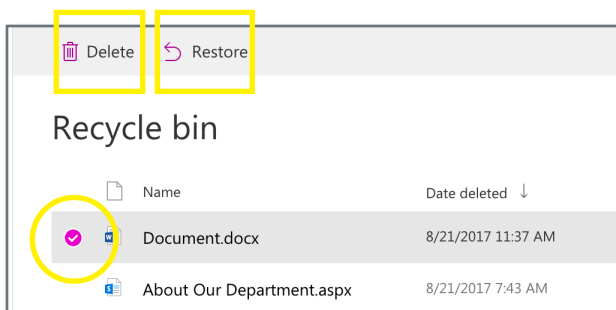 Delete Restore
Recycle bin
Name Date deleted ↓
Document.docx 8/21/2017 11:37 AM
About Our Department.aspx 8/21/2017 7:43 AM